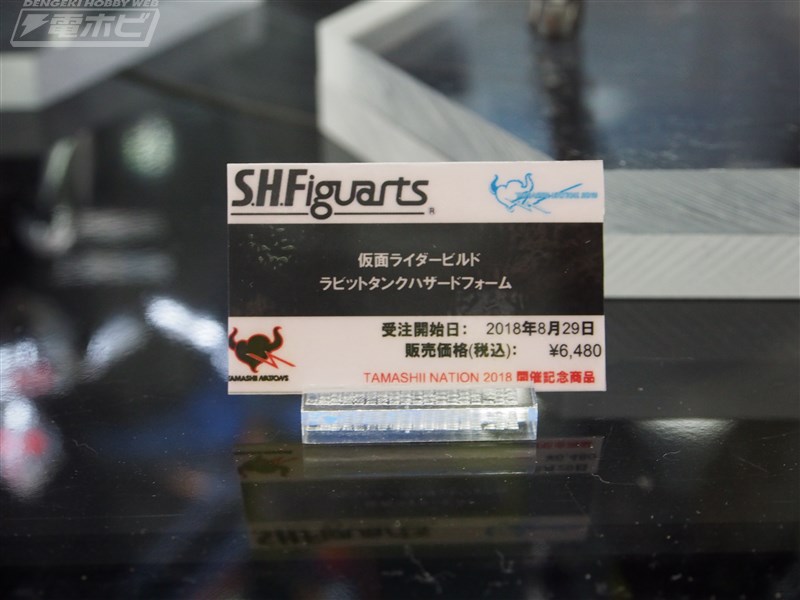 DENGEKI HOBBY WEB
電ホビ
S.H.Figuarts
TAMASHII NATION 2018
仮面ライダービルド
ラビットタンクハザードフォーム
受注開始日： 2018年8月29日
販売価格(税込)： ¥6,480
TAMASHII NATIONS
TAMASHII NATION 2018 開催記念商品